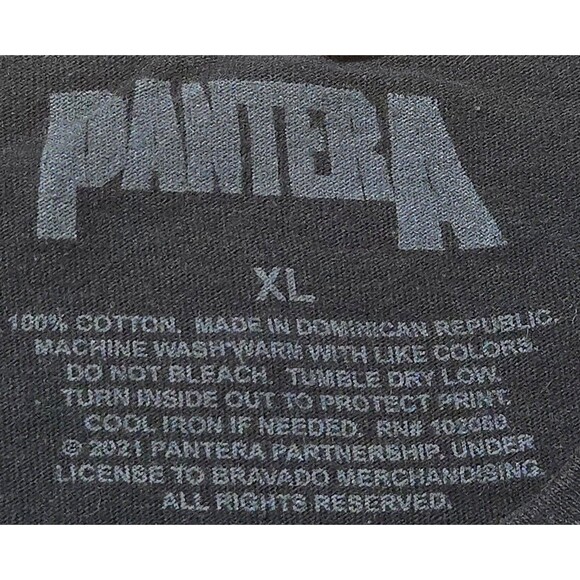 PANTERA
XL
100% COTTON. MADE IN DOMINICAN REPUBLIC.
MACHINE WASH WARM WITH LIKE COLORS.
DO NOT BLEACH. TUMBLE DRY LOW.
TURN INSIDE OUT TO PROTECT PRINT.
COOL IRON IF NEEDED. RN# 102080
© 2021 PANTERA PARTNERSHIP. UNDER
LICENSE TO BRAVADO MERCHANDISING.
ALL RIGHTS RESERVED.